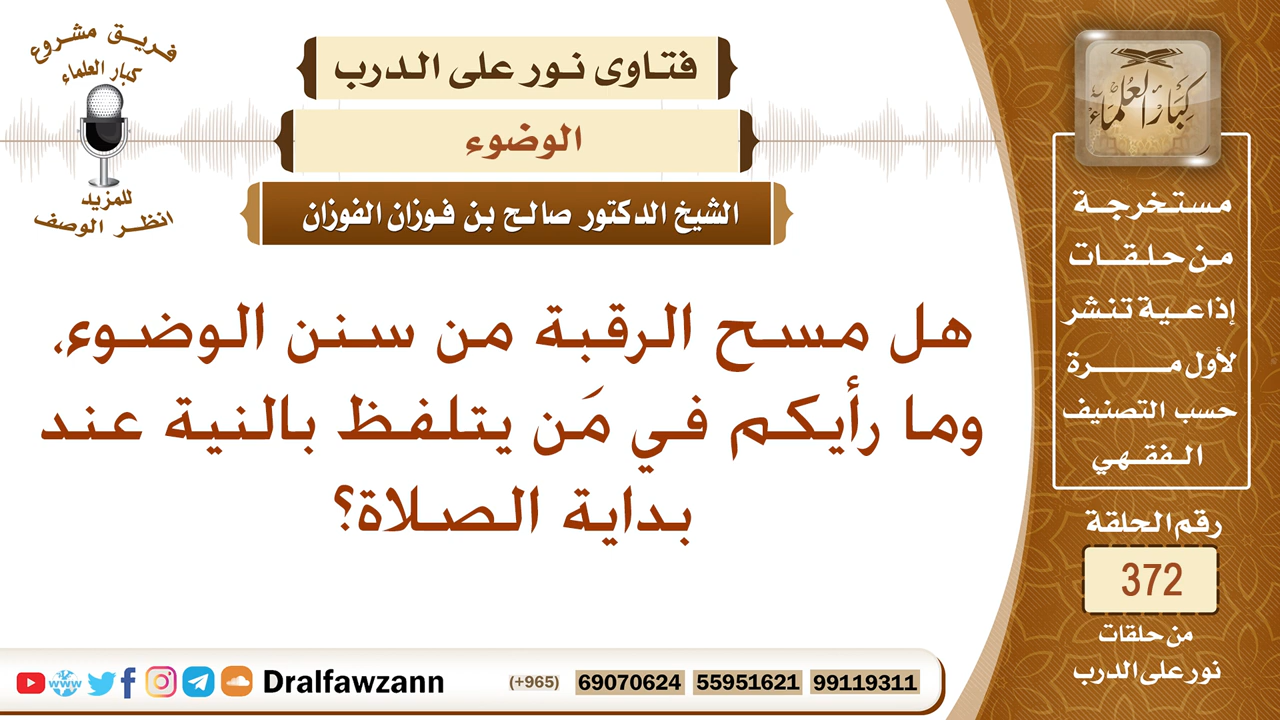 فريق مشروع
كبار العلماء
للمزيد
انظر الوصف
فتاوى نور على الدرب
الوضوء
الشيخ الدكتور صالح بن فوزان الفوزان
هل مسح الرقبة من سنن الوضوء،
وما رأيكم في مَن يتلفظ بالنية عند
بداية الصلاة؟
كبار العلماء
مستخرجة
من حلقات
إذاعية تنشر
لأول مرة
حسب التصنيف
الفقهي
رقم الحلقة
372
من حلقات
نور على الدرب
www
Dralfawzann (+965) 69070624 55951621 99119311